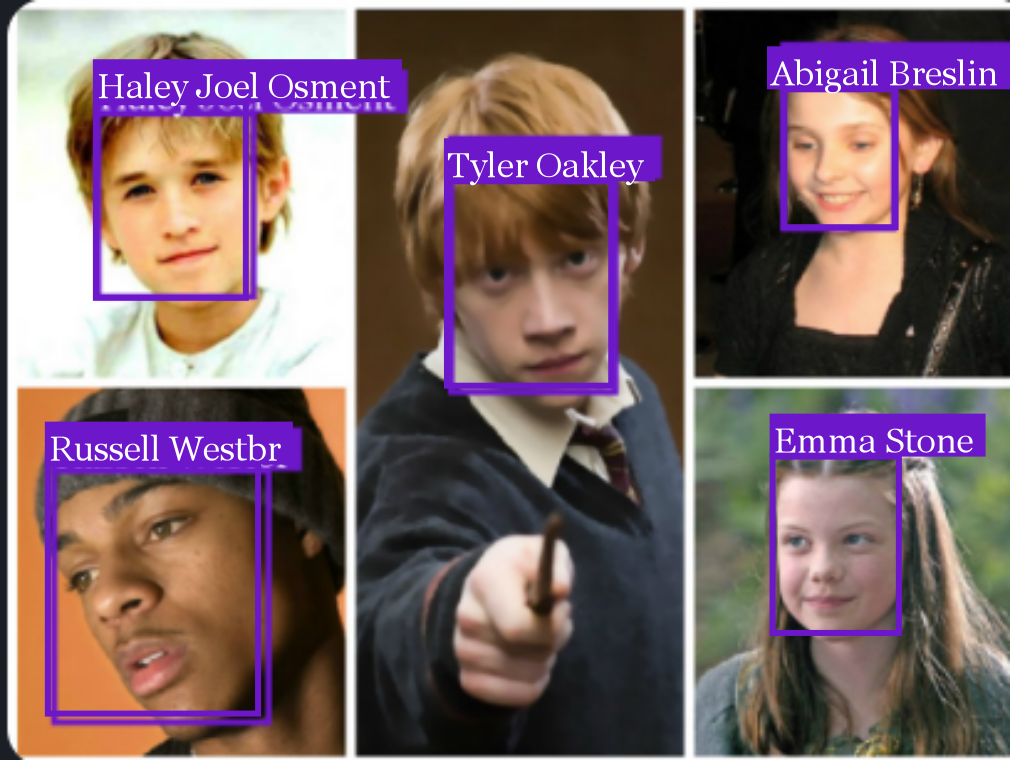 Haley Joel Osment
Tyler Oakley
Abigail Breslin
Russell Westbr
Emma Stone